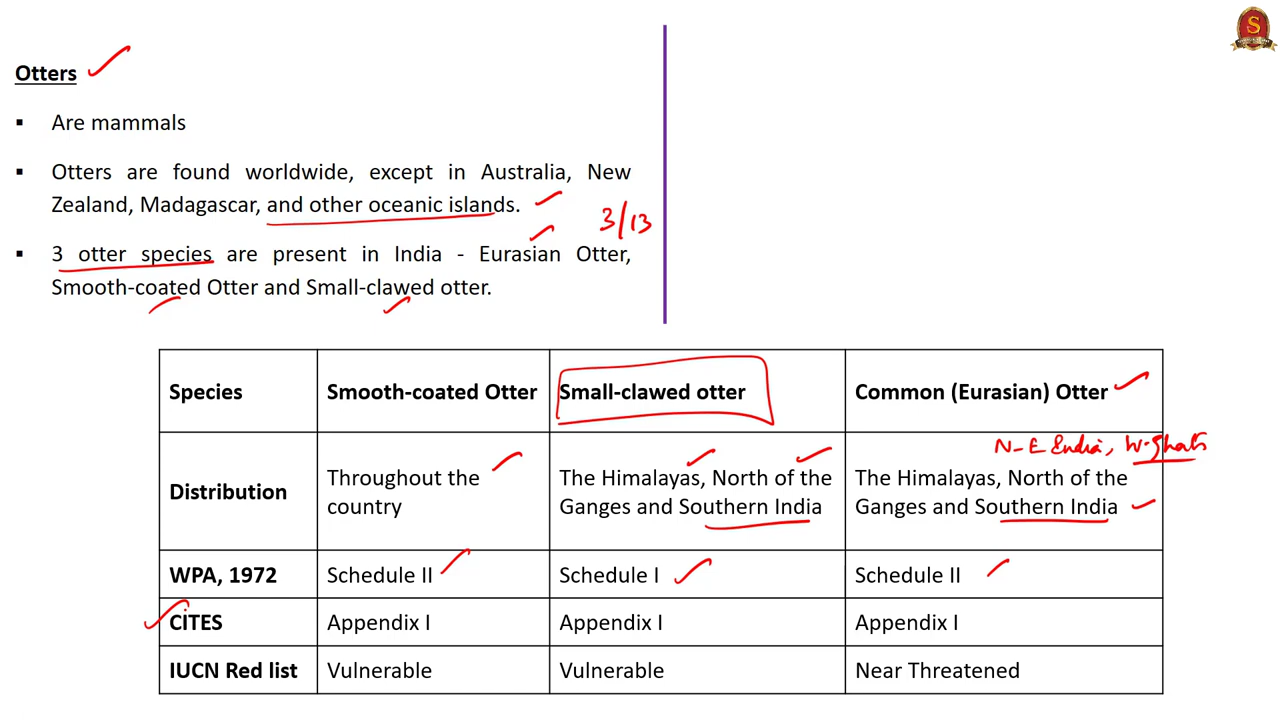 S
Otters
▪ Are mammals
▪ Otters are found worldwide, except in Australia, New
Zealand, Madagascar, and other oceanic islands.
3/13
▪ 3 otter species are present in India - Eurasian Otter,
Smooth-coated Otter and Small-clawed otter.
Species Smooth-coated Otter Small-clawed otter Common (Eurasian) Otter
N-E India, W-Ghats
Distribution Throughout the country The Himalayas, North of the Ganges and Southern India The Himalayas, North of the Ganges and Southern India
WPA, 1972 Schedule II Schedule I Schedule II
CiTES Appendix I Appendix I Appendix I
IUCN Red list Vulnerable Vulnerable Near Threatened